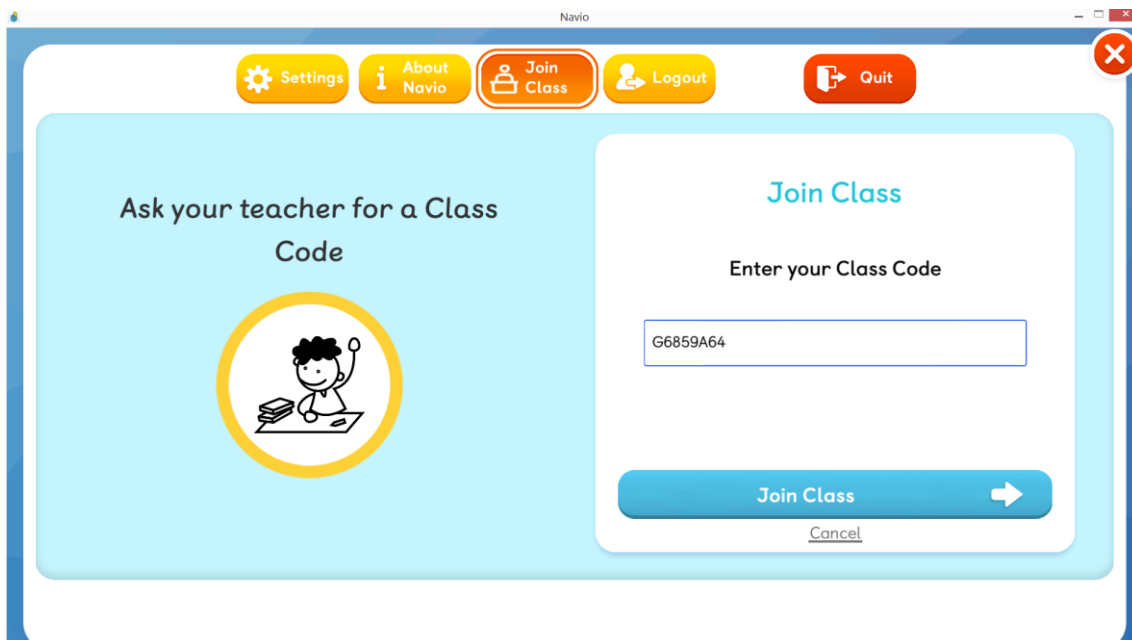 Navio
Settings
About
Navio
Join
Class
Logout
Quit
Ask your teacher for a Class
Code
Join Class
Enter your Class Code
G6859A64
Join Class
Cancel